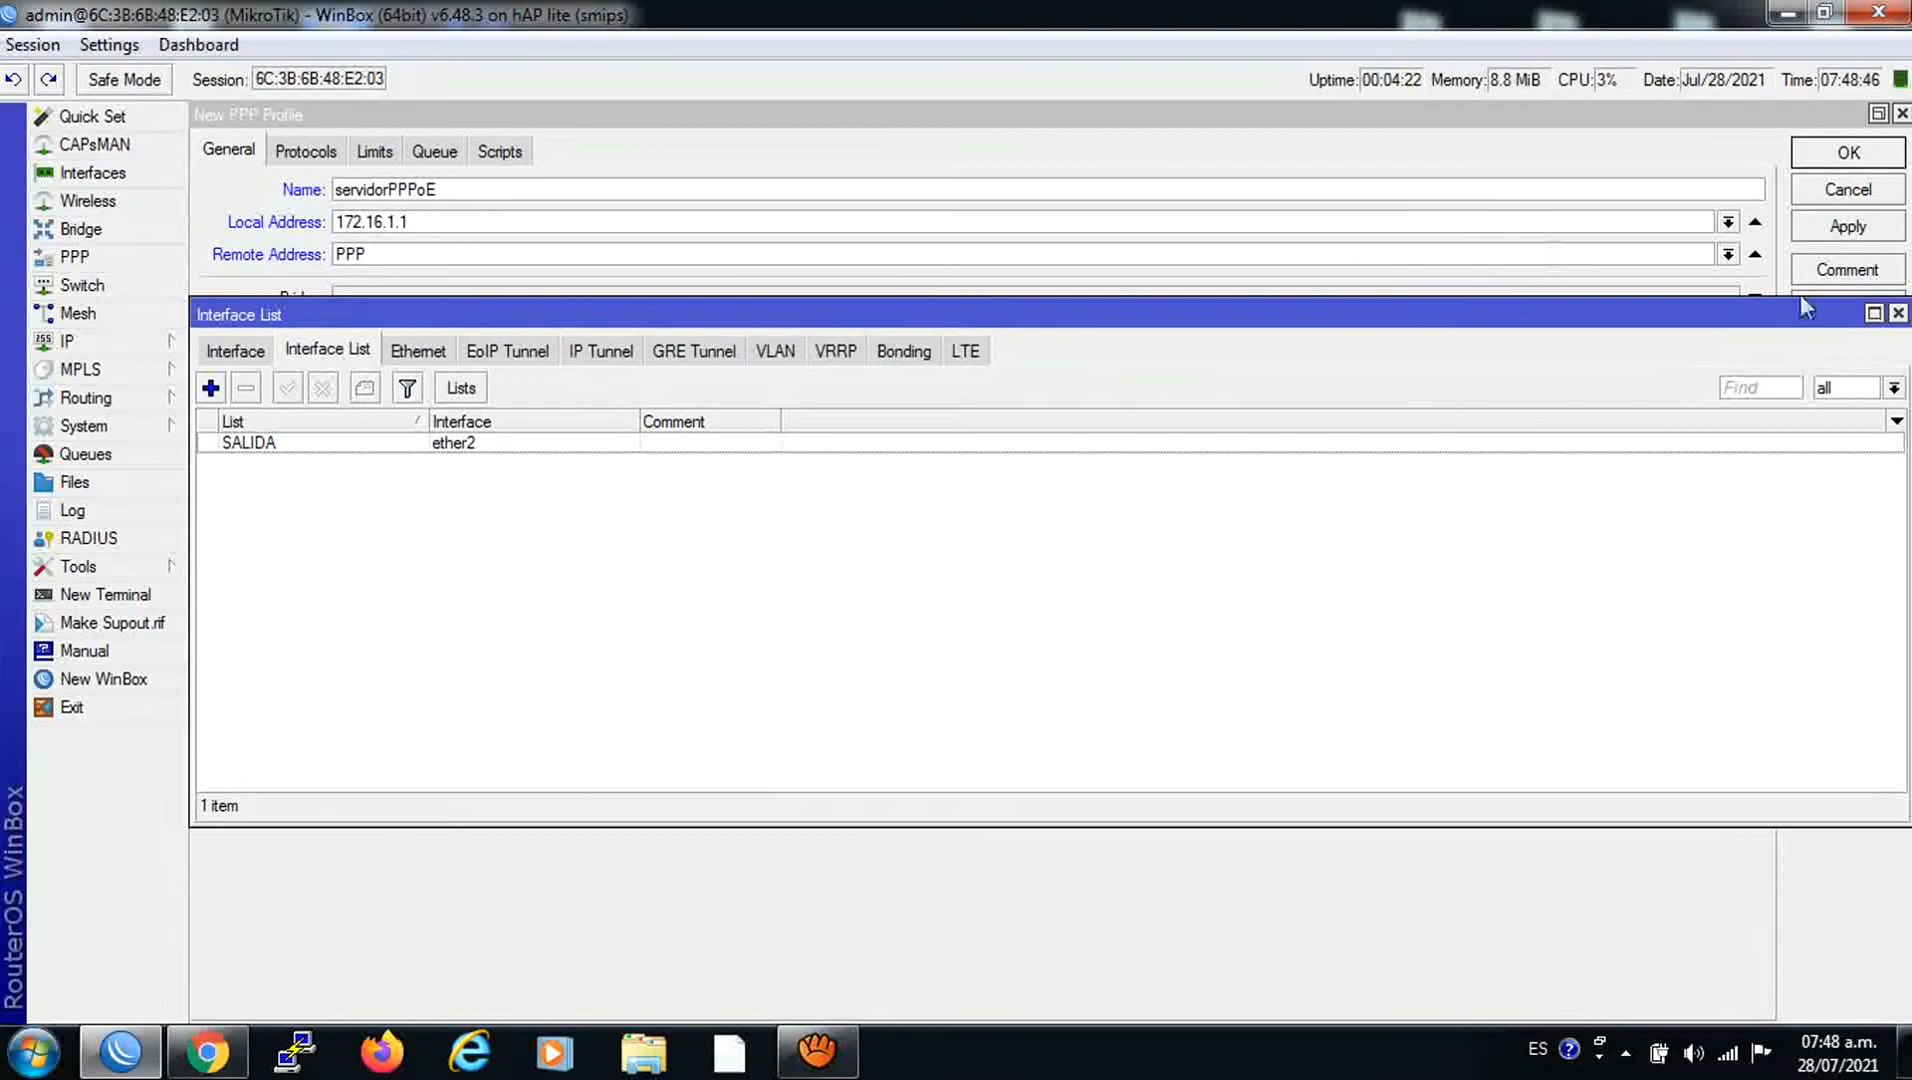 admin@6C:3B:6B:48:E2:03 (MikroTik) - WinBox (64bit) v6.48.3 on hAP lite (smips)
Session Settings Dashboard
Safe Mode Session: 6C:3B:6B:48:E2:03 Uptime: 00:04:22 Memory: 8.8 MiB CPU: 3% Date: Jul/28/2021 Time: 07:48:46
Quick Set
CAPsMAN
Interfaces
Wireless
Bridge
PPP
Switch
Mesh
IP
MPLS
Routing
System
Queues
Files
Log
RADIUS
Tools
New Terminal
Make Supout.rif
Manual
New WinBox
Exit
RouterOS WinBox
New PPP Profile
General Protocols Limits Queue Scripts
Name: servidorPPPoE
Local Address: 172.16.1.1
Remote Address: PPP
OK
Cancel
Apply
Comment
Interface List
Interface Interface List Ethernet EoIP Tunnel IP Tunnel GRE Tunnel VLAN VRRP Bonding LTE
Lists Find all
List Interface Comment
SALIDA ether2
1 item
ES 07:48 a.m.
28/07/2021